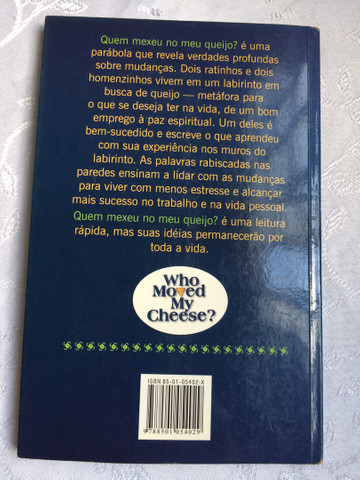 Quem mexeu no meu queijo? é uma
parábola que revela verdades profundas
sobre mudanças. Dois ratinhos e dois
homenzinhos vivem em um labirinto em
busca de queijo — metáfora para
o que se deseja ter na vida, de um bom
emprego à paz espiritual. Um deles é
bem-sucedido e escreve o que aprendeu
com sua experiência nos muros do
labirinto. As palavras rabiscadas nas
paredes ensinam a lidar com as mudanças
para viver com menos estresse e alcançar
mais sucesso no trabalho e na vida pessoal.
Quem mexeu no meu queijo? é uma leitura
rápida, mas suas idéias permanecerão por
toda a vida.
Who
Moved
My
Cheese?
ISBN 85-01-05402-X
9788501054029